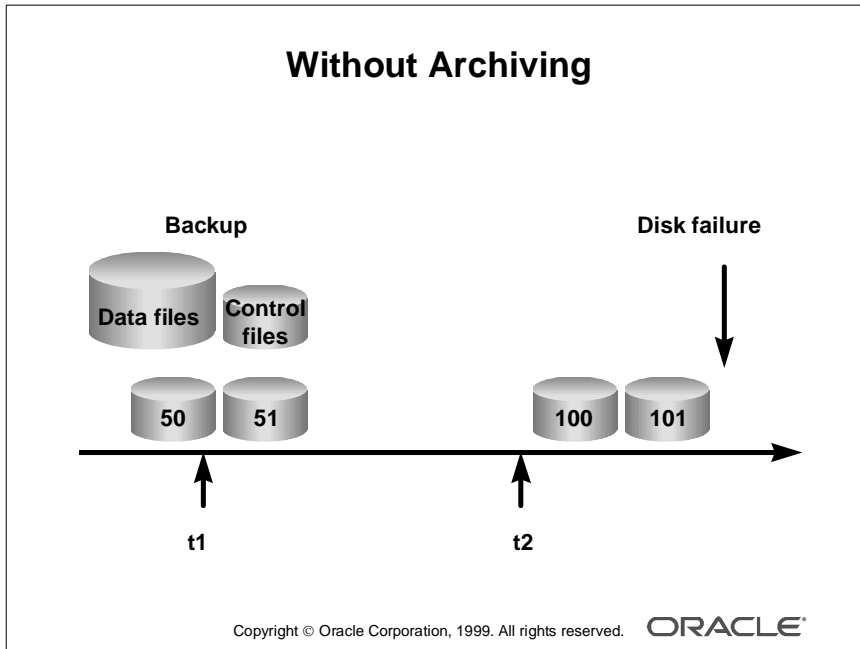 Without Archiving
Backup
Disk failure
Data files
Control
files
50
51
100
101
t1
t2
Copyright © Oracle Corporation, 1999. All rights reserved.
ORACLE®